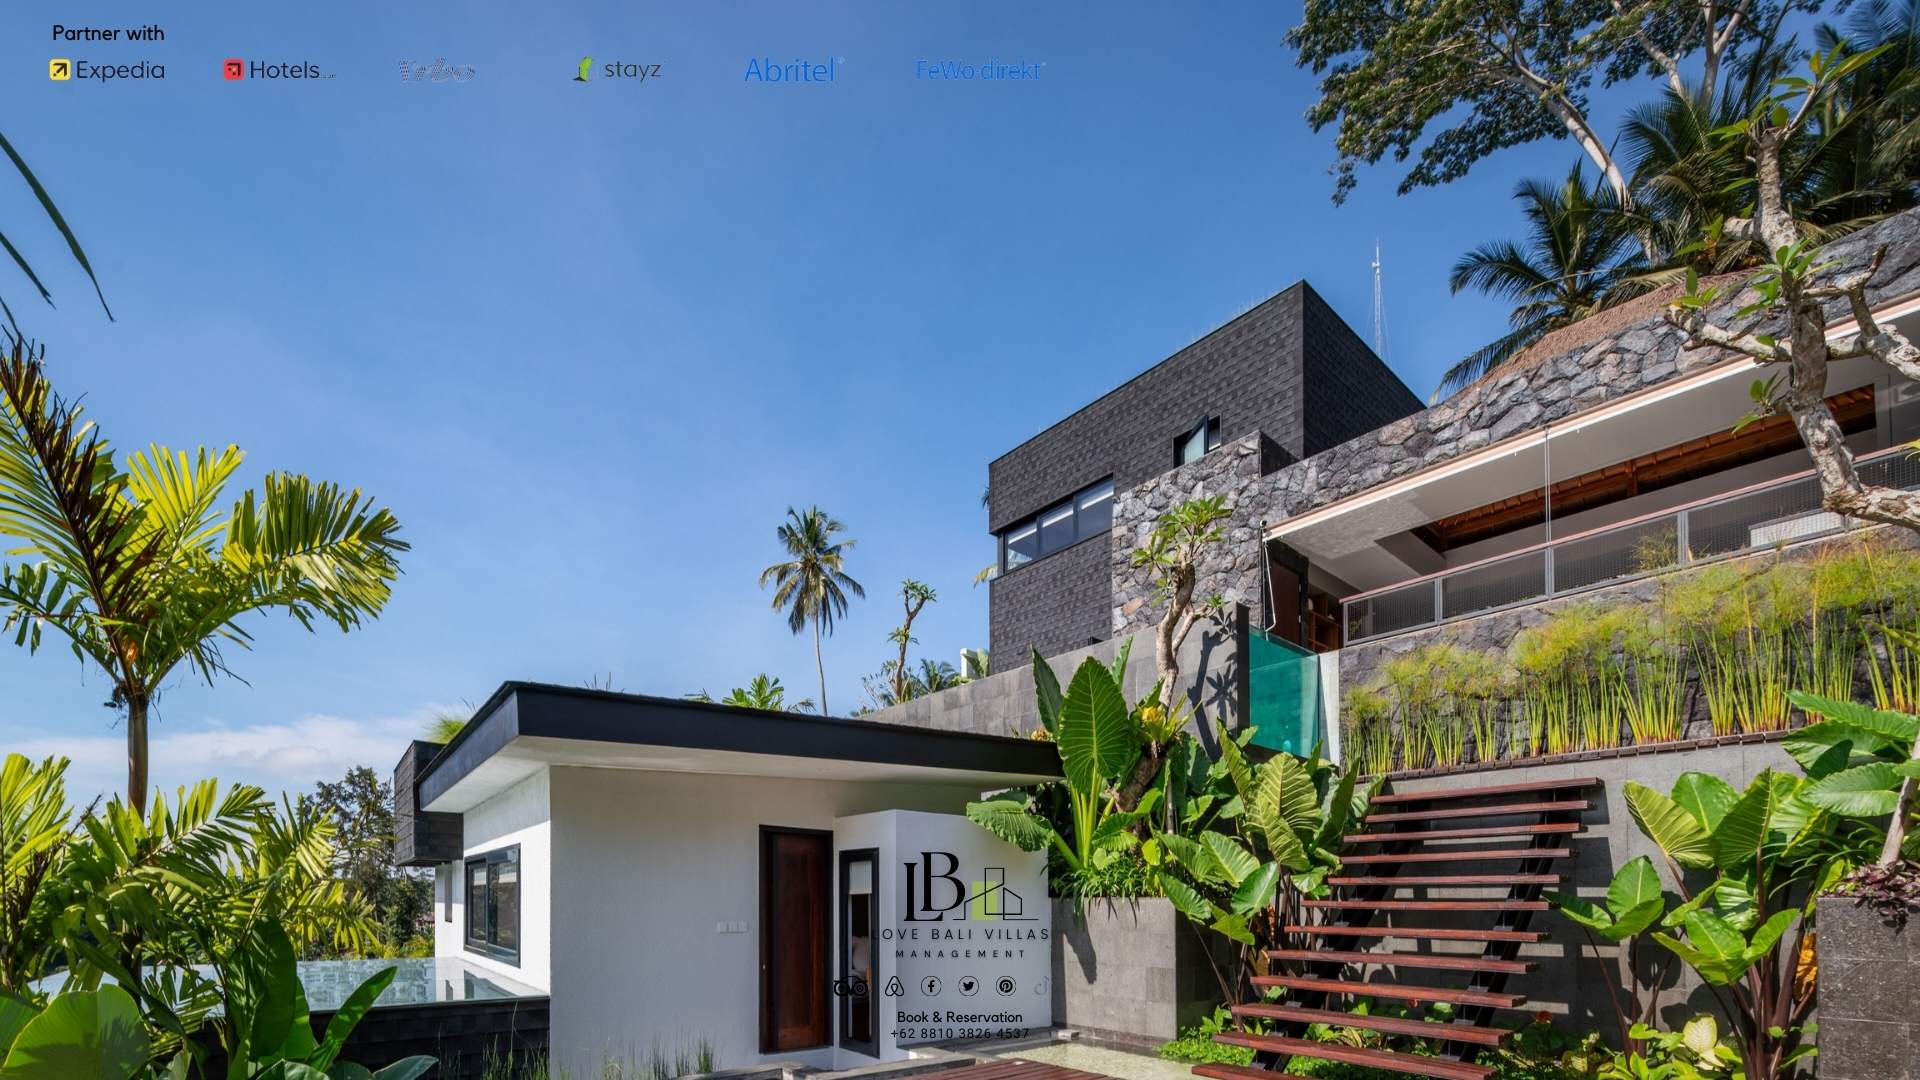 Partner with
Expedia
Hotels.com
Vrbo
stayz
Abritel
FeWo-direkt
LB
LOVE BALI VILLAS
MANAGEMENT
Book & Reservation
+62 8810 3826 4537